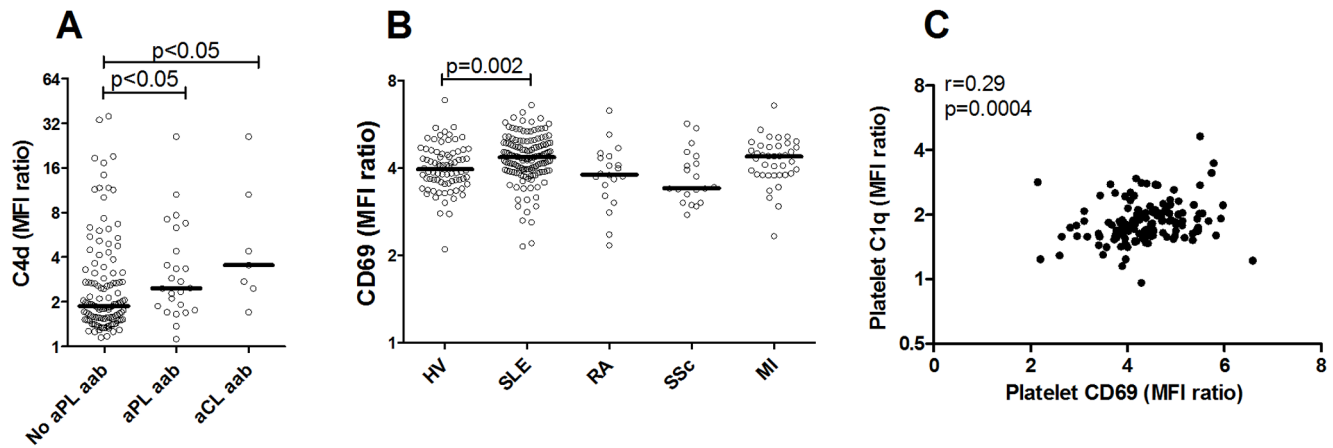 A
p<0.05
p<0.05
C4d (MFI ratio)
64
32
16
8
4
2
1
No aPL aab
aPL aab
aCL aab
B
p=0.002
CD69 (MFI ratio)
8
4
2
1
HV
SLE
RA
SSc
MI
C
r=0.29
p=0.0004
Platelet C1q (MFI ratio)
8
4
2
1
0.5
0
2
4
6
8
Platelet CD69 (MFI ratio)